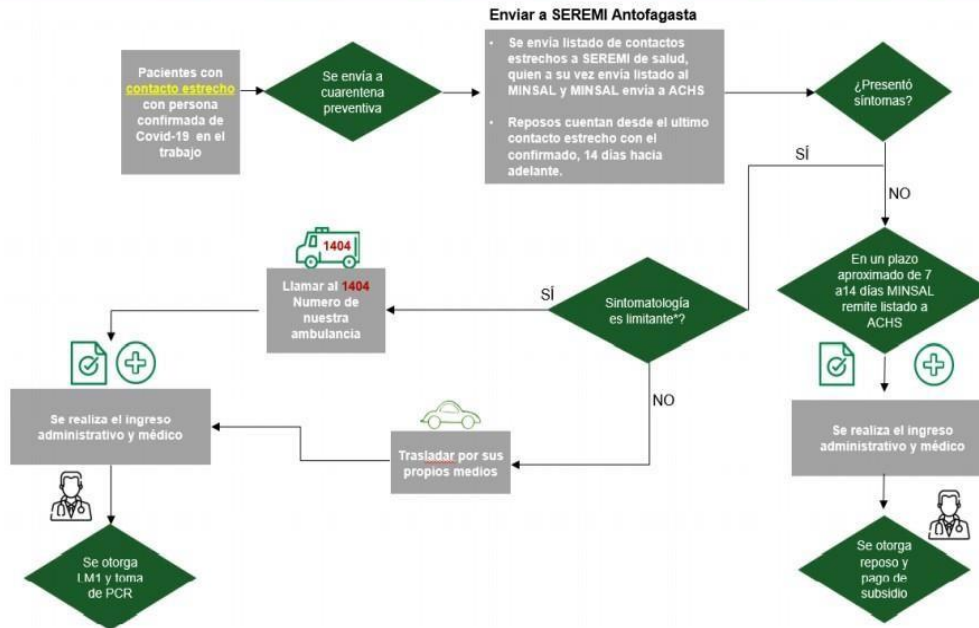 Enviar a SEREMI Antofagasta
Pacientes con
contacto estrecho
con persona
confirmada de
Covid-19 en el
trabajo
Se envía a
cuarentena
preventiva
• Se envía listado de contactos
estrechos a SEREMI de salud,
quien a su vez envía listado al
MINSAL y MINSAL envía a ACHS
• Reposos cuentan desde el ultimo
contacto estrecho con el
confirmado, 14 días hacia
adelante.
¿Presentó
síntomas?
SÍ
NO
1404
Llamar al 1404
Numero de
nuestra
ambulancia
SÍ
Sintomatología
es limitante*?
NO
En un plazo
aproximado de 7
a14 días MINSAL
remite listado a
ACHS
Se realiza el ingreso
administrativo y médico
Trasladar por sus
propios medios
Se realiza el ingreso
administrativo y médico
Se otorga
LM1 y toma
de PCR
Se otorga
reposo y
pago de
subsidio